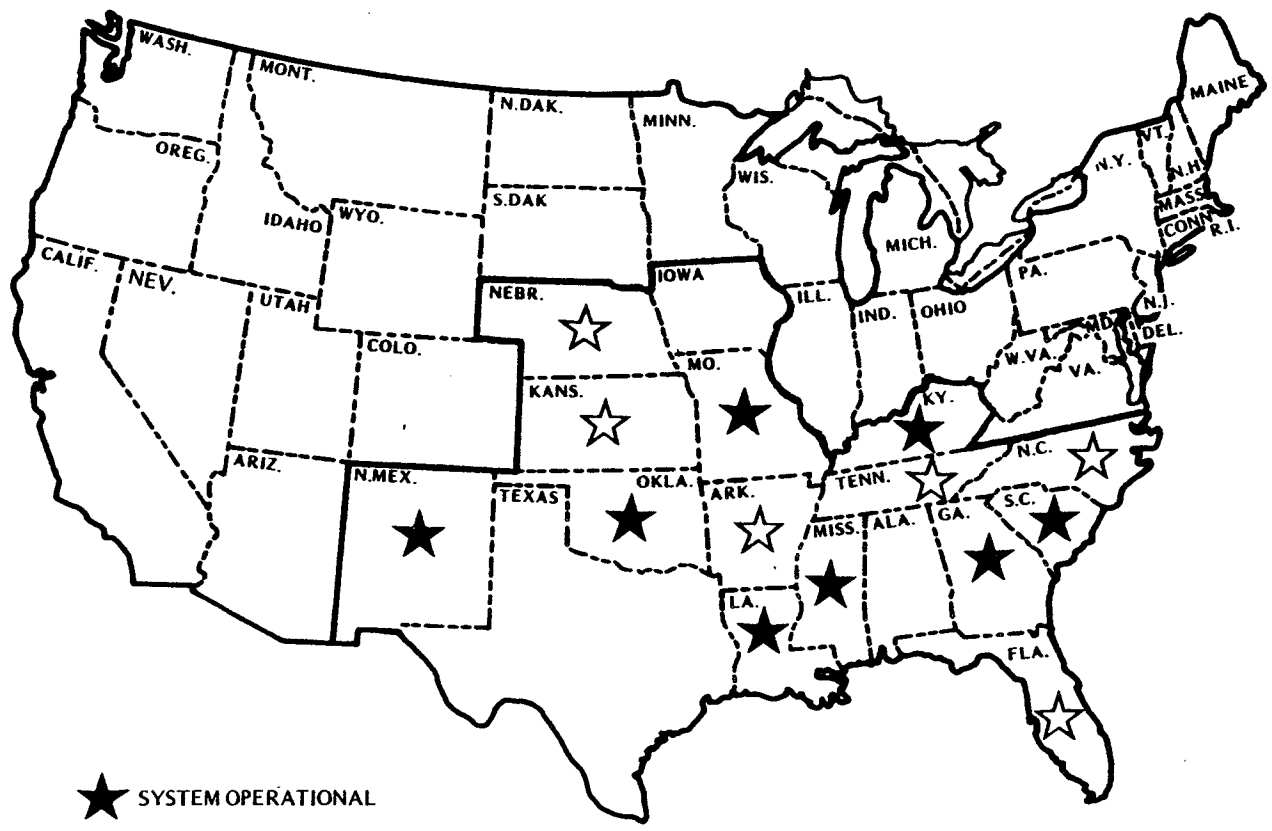 WASH.
MONT.
N.DAK.
MINN.
MAINE
OREG.
VT.
N.H.
N.Y.
WIS.
S.DAK
IDAHO
WYO.
MASS.
CONN
R.I.
MICH.
CALIF.
NEV.
UTAH
NEBR.
IOWA
ILL.
IND.
OHIO
PA.
N.J.
MD.
DEL.
COLO.
KANS.
MO.
W.VA.
VA.
KY.
ARIZ.
N.MEX.
TEXAS
OKLA.
ARK.
TENN.
N.C.
MISS.
ALA.
GA.
S.C.
LA.
FLA.
SYSTEM OPERATIONAL